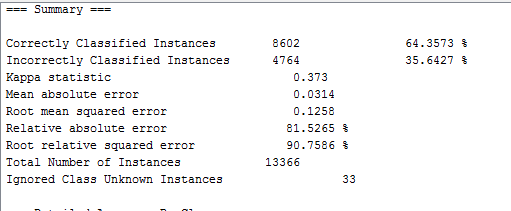 === Summary ===
Correctly Classified Instances 8602 64.3573 %
Incorrectly Classified Instances 4764 35.6427 %
Kappa statistic 0.373
Mean absolute error 0.0314
Root mean squared error 0.1258
Relative absolute error 81.5265 %
Root relative squared error 90.7586 %
Total Number of Instances 13366
Ignored Class Unknown Instances 33